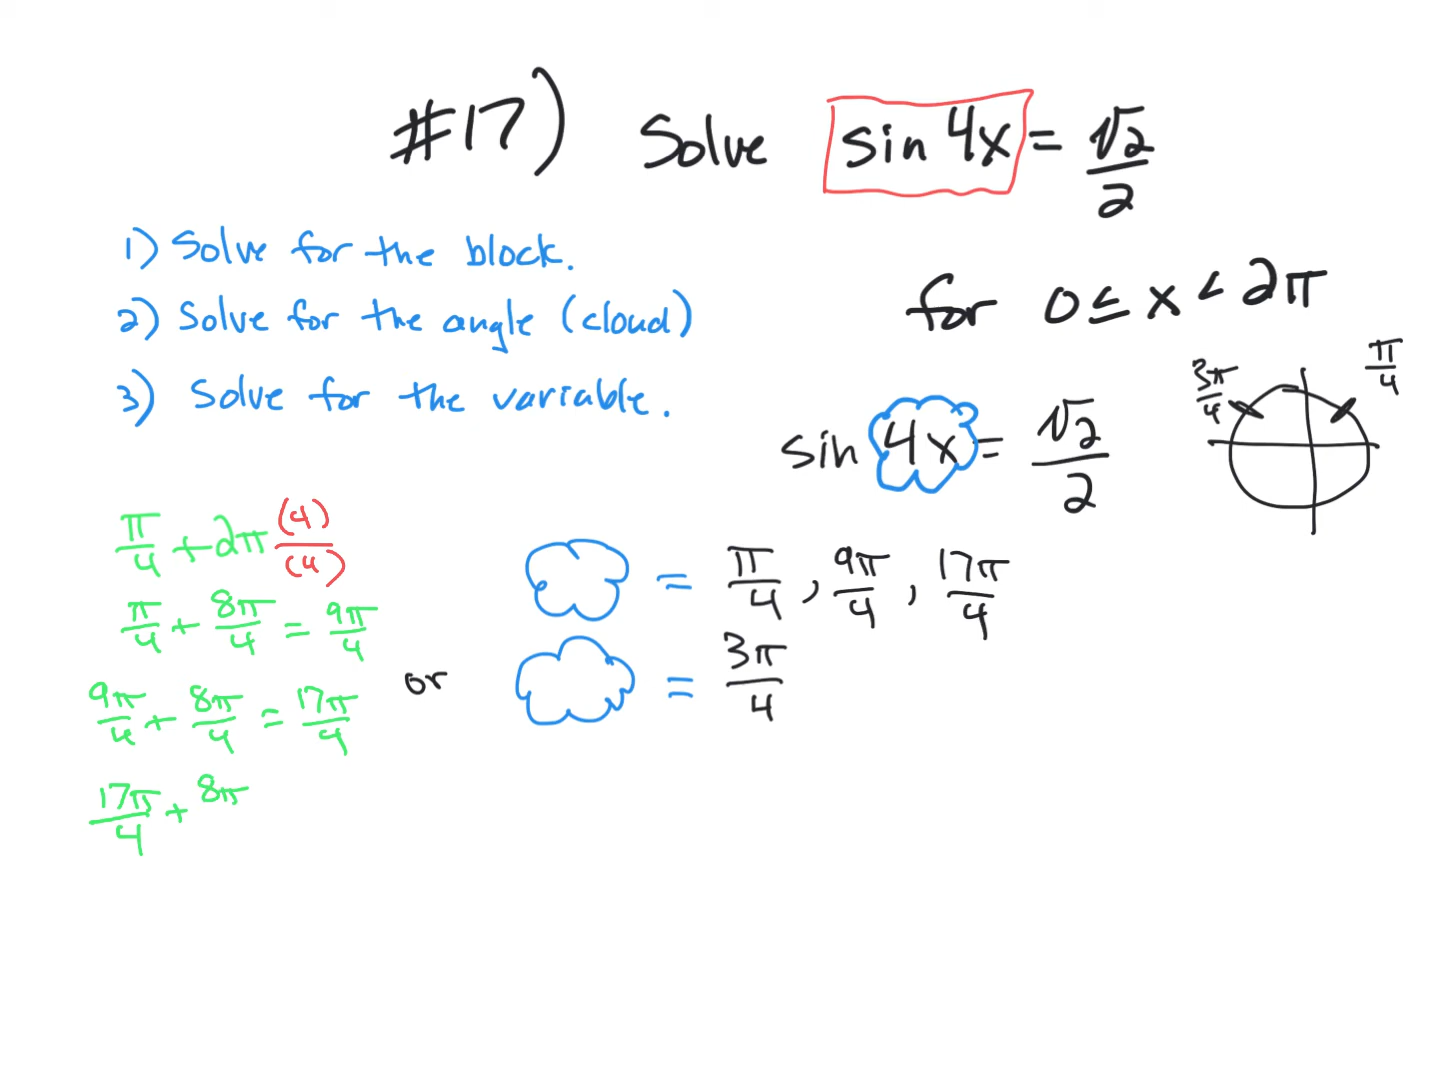 #17) Solve sin 4x = √2/2
1) Solve for the block.
for 0 ≤ x < 2π
2) Solve for the angle (cloud)
3) Solve for the variable.
3π/4 π/4
sin 4x = √2/2
π/4 + 2π (4)/(4)
= π/4, 9π/4, 17π/4
π/4 + 8π/4 = 9π/4
or = 3π/4
9π/4 + 8π/4 = 17π/4
17π/4 + 8π